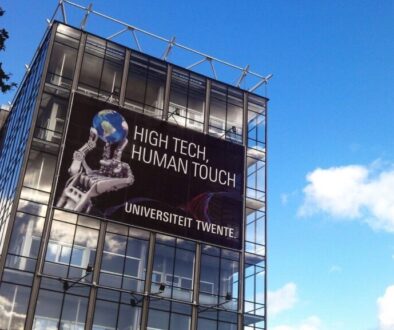 HIGH TECH,
HUMAN TOUCH
UNIVERSITEIT TWENTE.